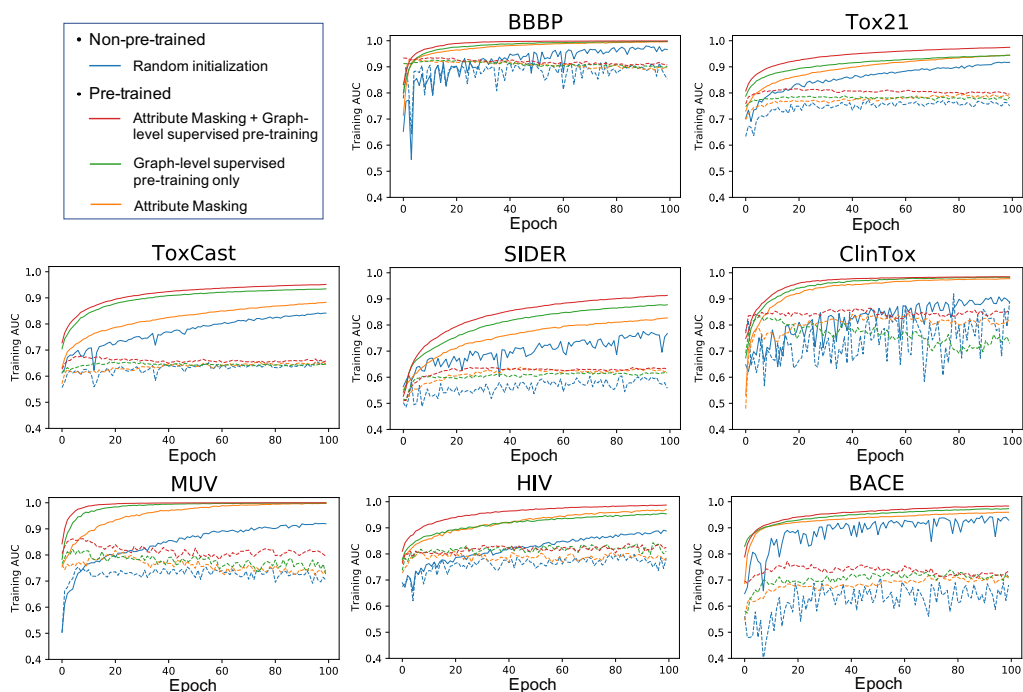 • Non-pre-trained
Random initialization
• Pre-trained
Attribute Masking + Graph-
level supervised pre-training
Graph-level supervised
pre-training only
Attribute Masking
BBBP
Training AUC
1.0
0.9
0.8
0.7
0.6
0.5
0.4
0 20 40 60 80 100
Epoch
Tox21
Training AUC
1.0
0.9
0.8
0.7
0.6
0.5
0.4
0 20 40 60 80 100
Epoch
ToxCast
Training AUC
1.0
0.9
0.8
0.7
0.6
0.5
0.4
0 20 40 60 80 100
Epoch
SIDER
Training AUC
1.0
0.9
0.8
0.7
0.6
0.5
0.4
0 20 40 60 80 100
Epoch
ClinTox
Training AUC
1.0
0.9
0.8
0.7
0.6
0.5
0.4
0 20 40 60 80 100
Epoch
MUV
Training AUC
1.0
0.9
0.8
0.7
0.6
0.5
0.4
0 20 40 60 80 100
Epoch
HIV
Training AUC
1.0
0.9
0.8
0.7
0.6
0.5
0.4
0 20 40 60 80 100
Epoch
BACE
Training AUC
1.0
0.9
0.8
0.7
0.6
0.5
0.4
0 20 40 60 80 100
Epoch